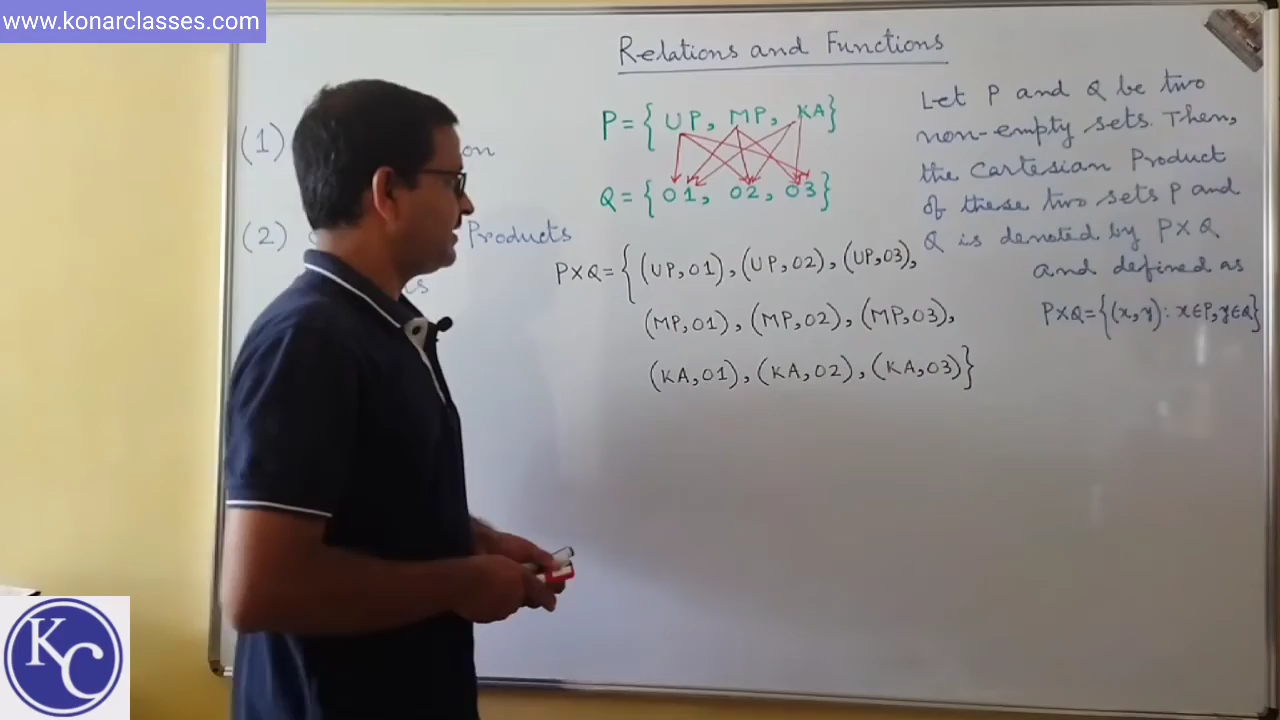 www.konarclasses.com
Relations and Functions
(1)
(2)
Products
P = { UP, MP, KA}
Q = { 01, 02, 03}
P×Q = { (UP,01), (UP,02), (UP,03),
(MP,01), (MP,02), (MP,03),
(KA,01), (KA,02), (KA,03)}
Let P and Q be two
non-empty sets. Then,
the Cartesian Product
of these two sets P and
Q is denoted by P×Q
and defined as
P×Q={(x,y): x∈P, y∈Q}
KC